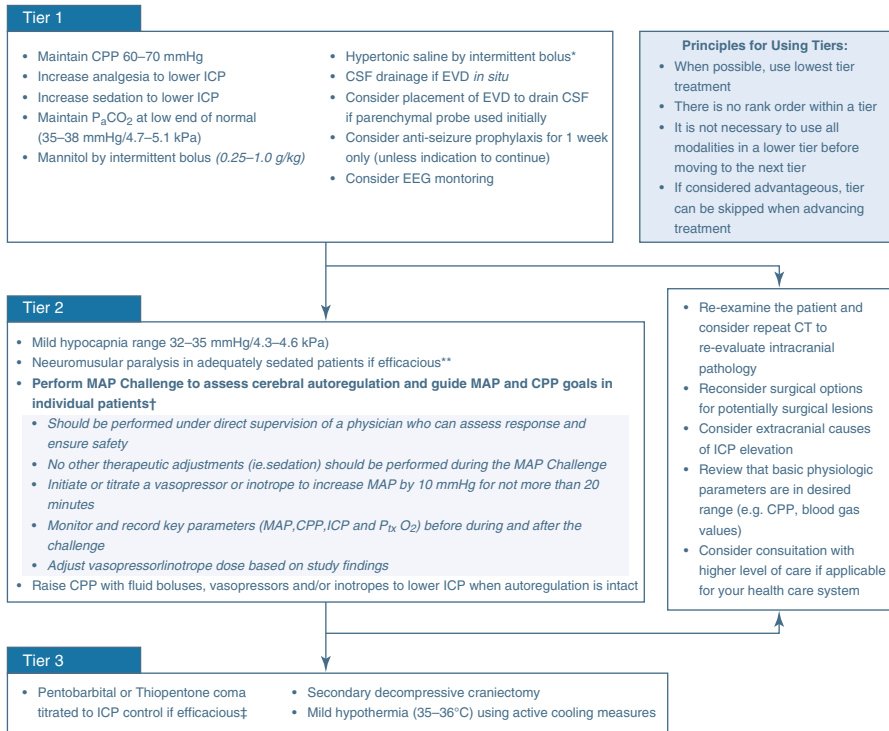 Tier 1
• Maintain CPP 60–70 mmHg
• Increase analgesia to lower ICP
• Increase sedation to lower ICP
• Maintain PaCO2 at low end of normal
(35–38 mmHg/4.7–5.1 kPa)
• Mannitol by intermittent bolus (0.25–1.0 g/kg)
• Hypertonic saline by intermittent bolus*
• CSF drainage if EVD in situ
• Consider placement of EVD to drain CSF
if parenchymal probe used initially
• Consider anti-seizure prophylaxis for 1 week
only (unless indication to continue)
• Consider EEG montoring
Principles for Using Tiers:
• When possible, use lowest tier
treatment
• There is no rank order within a tier
• It is not necessary to use all
modalities in a lower tier before
moving to the next tier
• If considered advantageous, tier
can be skipped when advancing
treatment
Tier 2
• Mild hypocapnia range 32–35 mmHg/4.3–4.6 kPa)
• Neeuromusular paralysis in adequately sedated patients if efficacious**
• Perform MAP Challenge to assess cerebral autoregulation and guide MAP and CPP goals in
individual patients†
• Should be performed under direct supervision of a physician who can assess response and
ensure safety
• No other therapeutic adjustments (ie.sedation) should be performed during the MAP Challenge
• Initiate or titrate a vasopressor or inotrope to increase MAP by 10 mmHg for not more than 20
minutes
• Monitor and record key parameters (MAP,CPP,ICP and Ptx O2) before during and after the
challenge
• Adjust vasopressorlinotrope dose based on study findings
• Raise CPP with fluid boluses, vasopressors and/or inotropes to lower ICP when autoregulation is intact
• Re-examine the patient and
consider repeat CT to
re-evaluate intracranial
pathology
• Reconsider surgical options
for potentially surgical lesions
• Consider extracranial causes
of ICP elevation
• Review that basic physiologic
parameters are in desired
range (e.g. CPP, blood gas
values)
• Consider consuitation with
higher level of care if applicable
for your health care system
Tier 3
• Pentobarbital or Thiopentone coma
titrated to ICP control if efficacious‡
• Secondary decompressive craniectomy
• Mild hypothermia (35–36°C) using active cooling measures